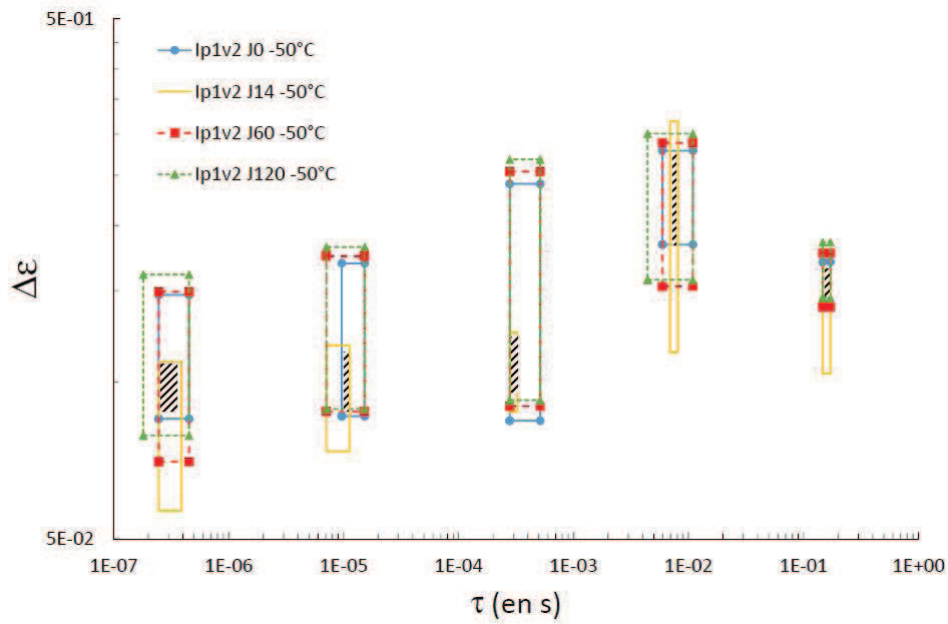 5E-01
Ip1v2 J0 -50°C
Ip1v2 J14 -50°C
Ip1v2 J60 -50°C
Ip1v2 J120 -50°C
Δε
5E-02
1E-07 1E-06 1E-05 1E-04 1E-03 1E-02 1E-01 1E+00
τ (en s)